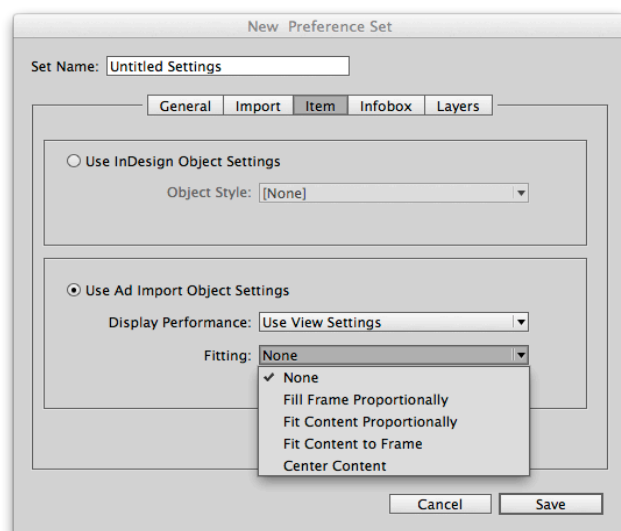 New Preference Set
Set Name: Untitled Settings
General Import Item Infobox Layers
Use InDesign Object Settings
Object Style: [None]
Use Ad Import Object Settings
Display Performance: Use View Settings
Fitting: None
None
Fill Frame Proportionally
Fit Content Proportionally
Fit Content to Frame
Center Content
Cancel Save